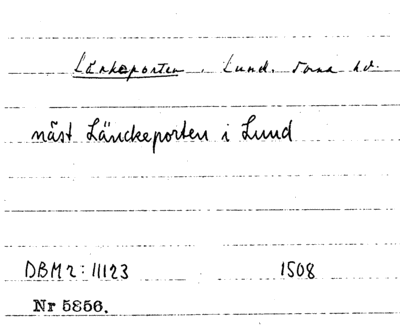 Lärkeporten. Lund. Torna hd.
näst Länckeporten i Lund
DBM 2:11123 1508
Nr 5856.